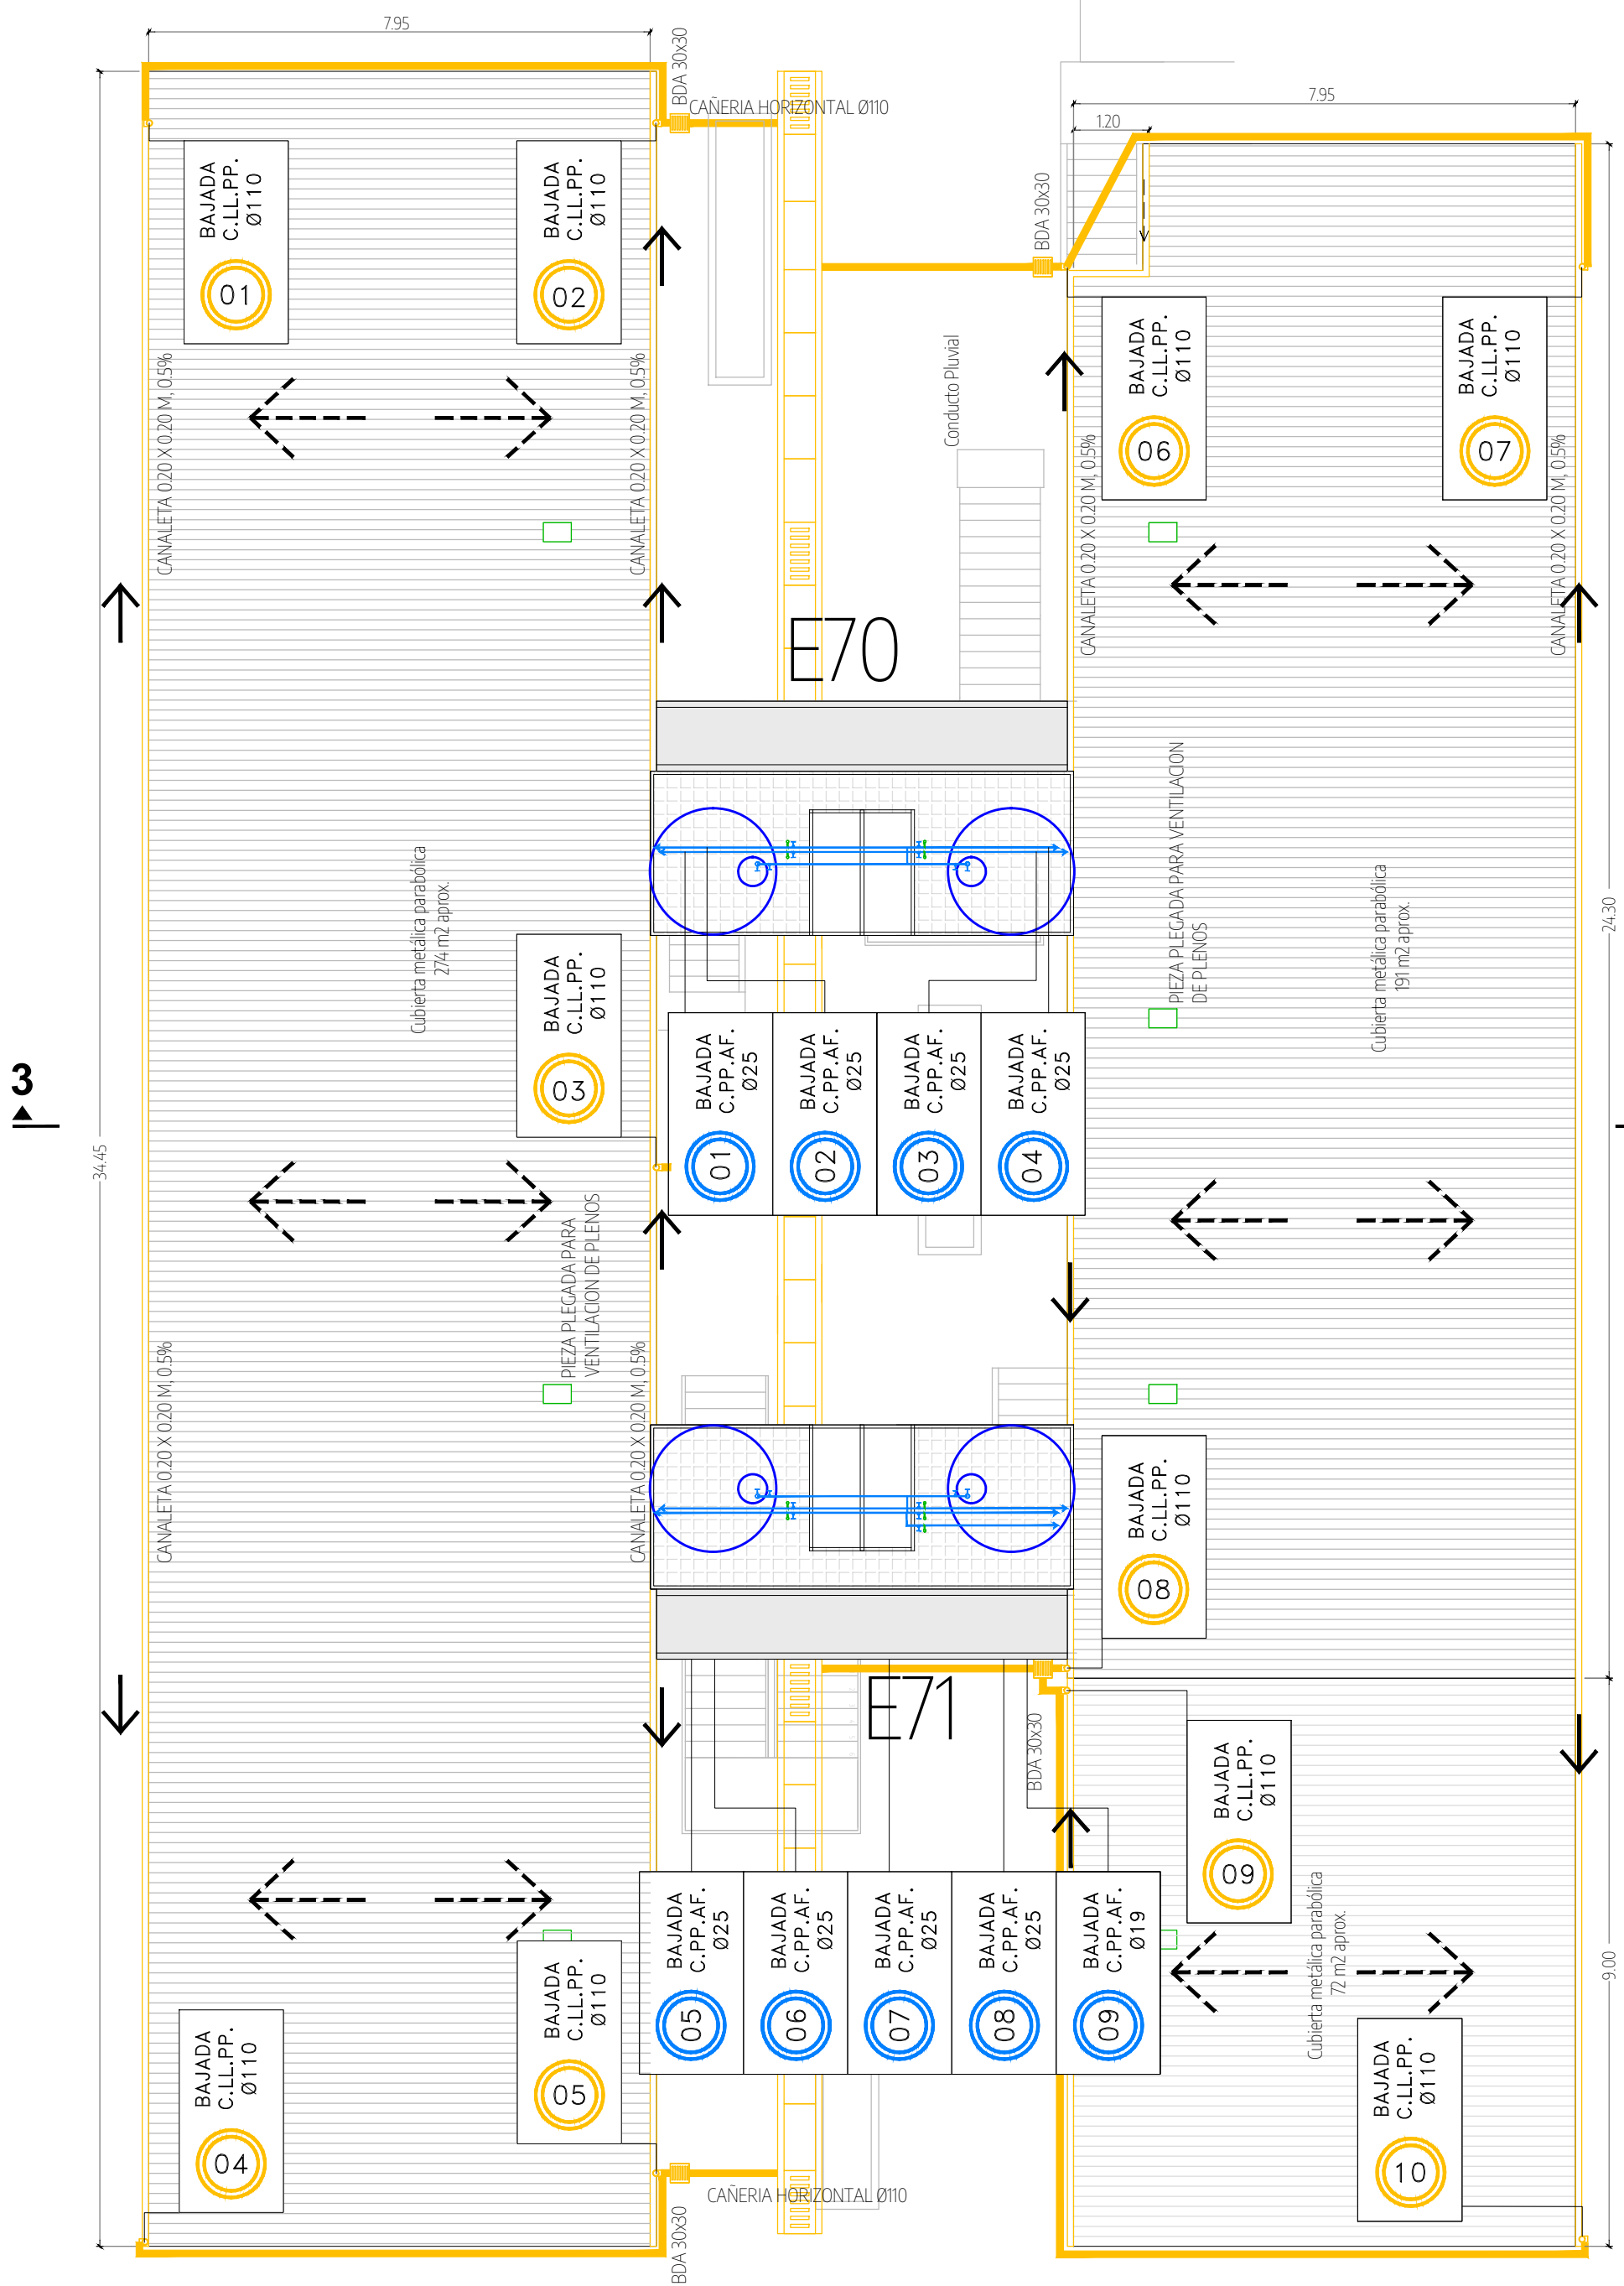 7.95
BDA 30x30
CAÑERIA HORIZONTAL Ø110
7.95
1.20
BDA 30x30
BAJADA
C.LL.PP.
Ø110
01
BAJADA
C.LL.PP.
Ø110
02
BAJADA
C.LL.PP.
Ø110
06
BAJADA
C.LL.PP.
Ø110
07
Conducto Pluvial
CANALETA 0.20 X 0.20 M, 0.5%
CANALETA 0.20 X 0.20 M, 0.5%
CANALETA 0.20 X 0.20 M, 0.5%
CANALETA 0.20 X 0.20 M, 0.5%
E70
Cubierta metálica parabólica
274 m2 aprox.
PIEZA PLEGADA PARA VENTILACION
DE PLENOS
Cubierta metálica parabólica
191 m2 aprox.
24.30
3
34.45
BAJADA
C.LL.PP.
Ø110
03
BAJADA
C.PP.AF.
Ø25
01
BAJADA
C.PP.AF.
Ø25
02
BAJADA
C.PP.AF.
Ø25
03
BAJADA
C.PP.AF.
Ø25
04
PIEZA PLEGADA PARA
VENTILACION DE PLENOS
CANALETA 0.20 X 0.20 M, 0.5%
CANALETA 0.20 X 0.20 M, 0.5%
BAJADA
C.LL.PP.
Ø110
08
E71
BDA 30x30
BAJADA
C.LL.PP.
Ø110
09
BAJADA
C.PP.AF.
Ø25
05
BAJADA
C.PP.AF.
Ø25
06
BAJADA
C.PP.AF.
Ø25
07
BAJADA
C.PP.AF.
Ø25
08
BAJADA
C.PP.AF.
Ø19
09
Cubierta metálica parabólica
72 m2 aprox.
9.00
BAJADA
C.LL.PP.
Ø110
04
BAJADA
C.LL.PP.
Ø110
05
BAJADA
C.LL.PP.
Ø110
10
CAÑERIA HORIZONTAL Ø110
BDA 30x30